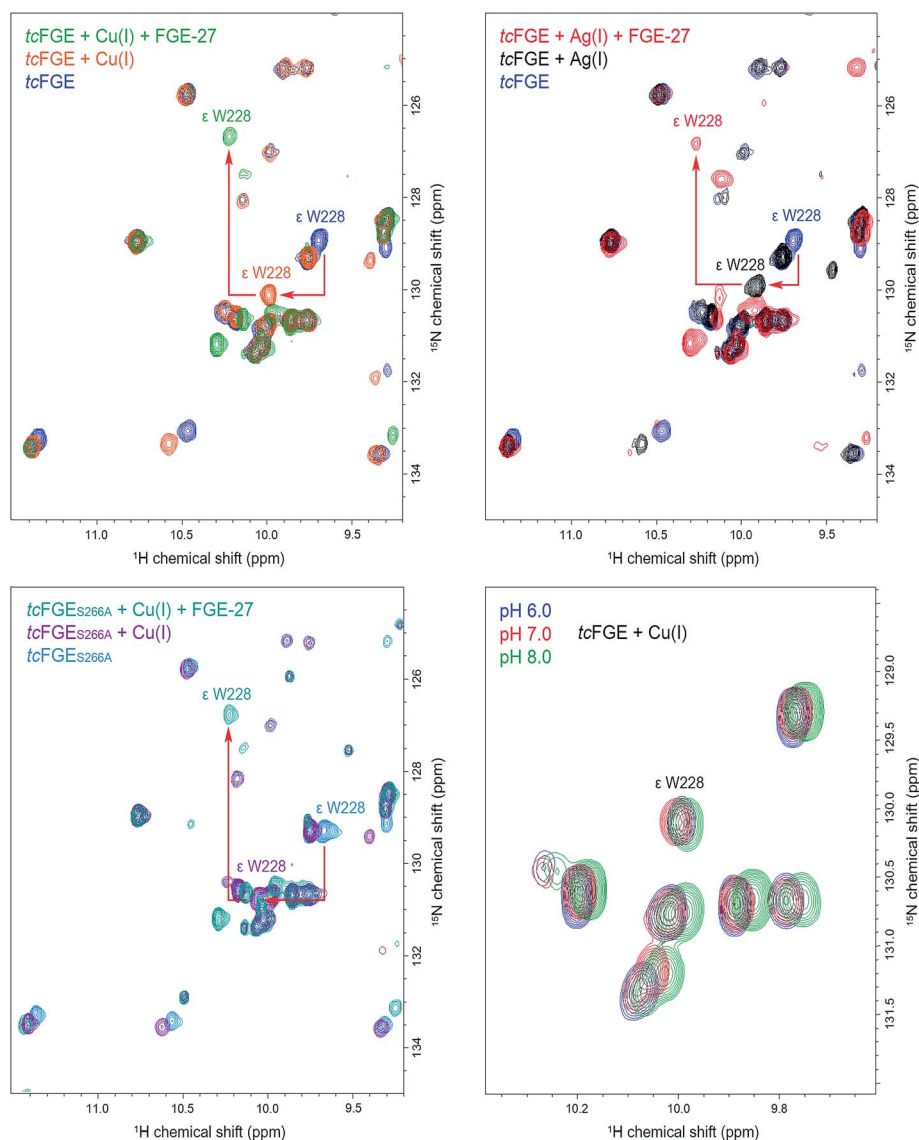 tcFGE + Cu(I) + FGE-27
tcFGE + Cu(I)
tcFGE
ε W228
ε W228
ε W228
126
128
130
132
134
15N chemical shift (ppm)
11.0 10.5 10.0 9.5
1H chemical shift (ppm)
tcFGE + Ag(I) + FGE-27
tcFGE + Ag(I)
tcFGE
ε W228
ε W228
ε W228
126
128
130
132
134
15N chemical shift (ppm)
11.0 10.5 10.0 9.5
1H chemical shift (ppm)
tcFGES266A + Cu(I) + FGE-27
tcFGES266A + Cu(I)
tcFGES266A
ε W228
ε W228
ε W228
126
128
130
132
134
15N chemical shift (ppm)
11.0 10.5 10.0 9.5
1H chemical shift (ppm)
pH 6.0
pH 7.0 tcFGE + Cu(I)
pH 8.0
ε W228
129.0
129.5
130.0
130.5
131.0
131.5
15N chemical shift (ppm)
10.2 10.0 9.8
1H chemical shift (ppm)